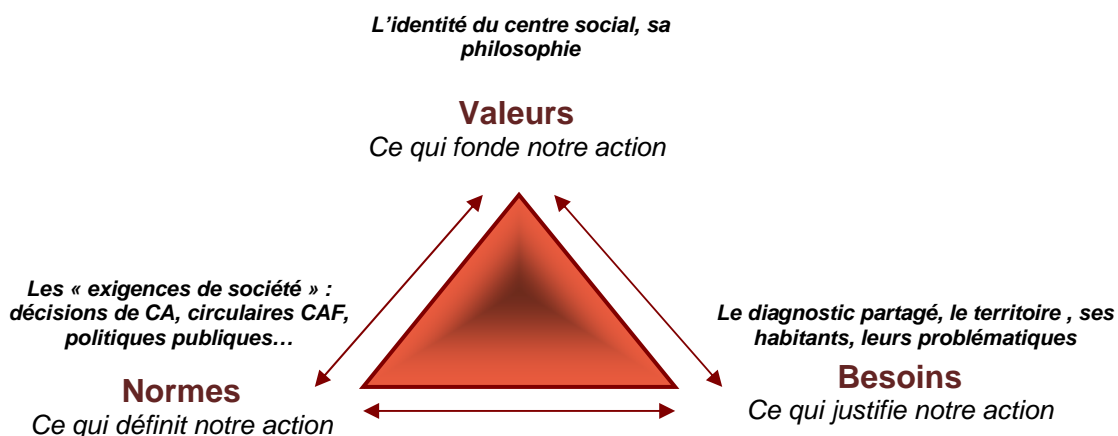 L’identité du centre social, sa
philosophie
Valeurs
Ce qui fonde notre action
Les « exigences de société » :
décisions de CA, circulaires CAF,
politiques publiques…
Normes
Ce qui définit notre action
Le diagnostic partagé, le territoire , ses
habitants, leurs problématiques
Besoins
Ce qui justifie notre action